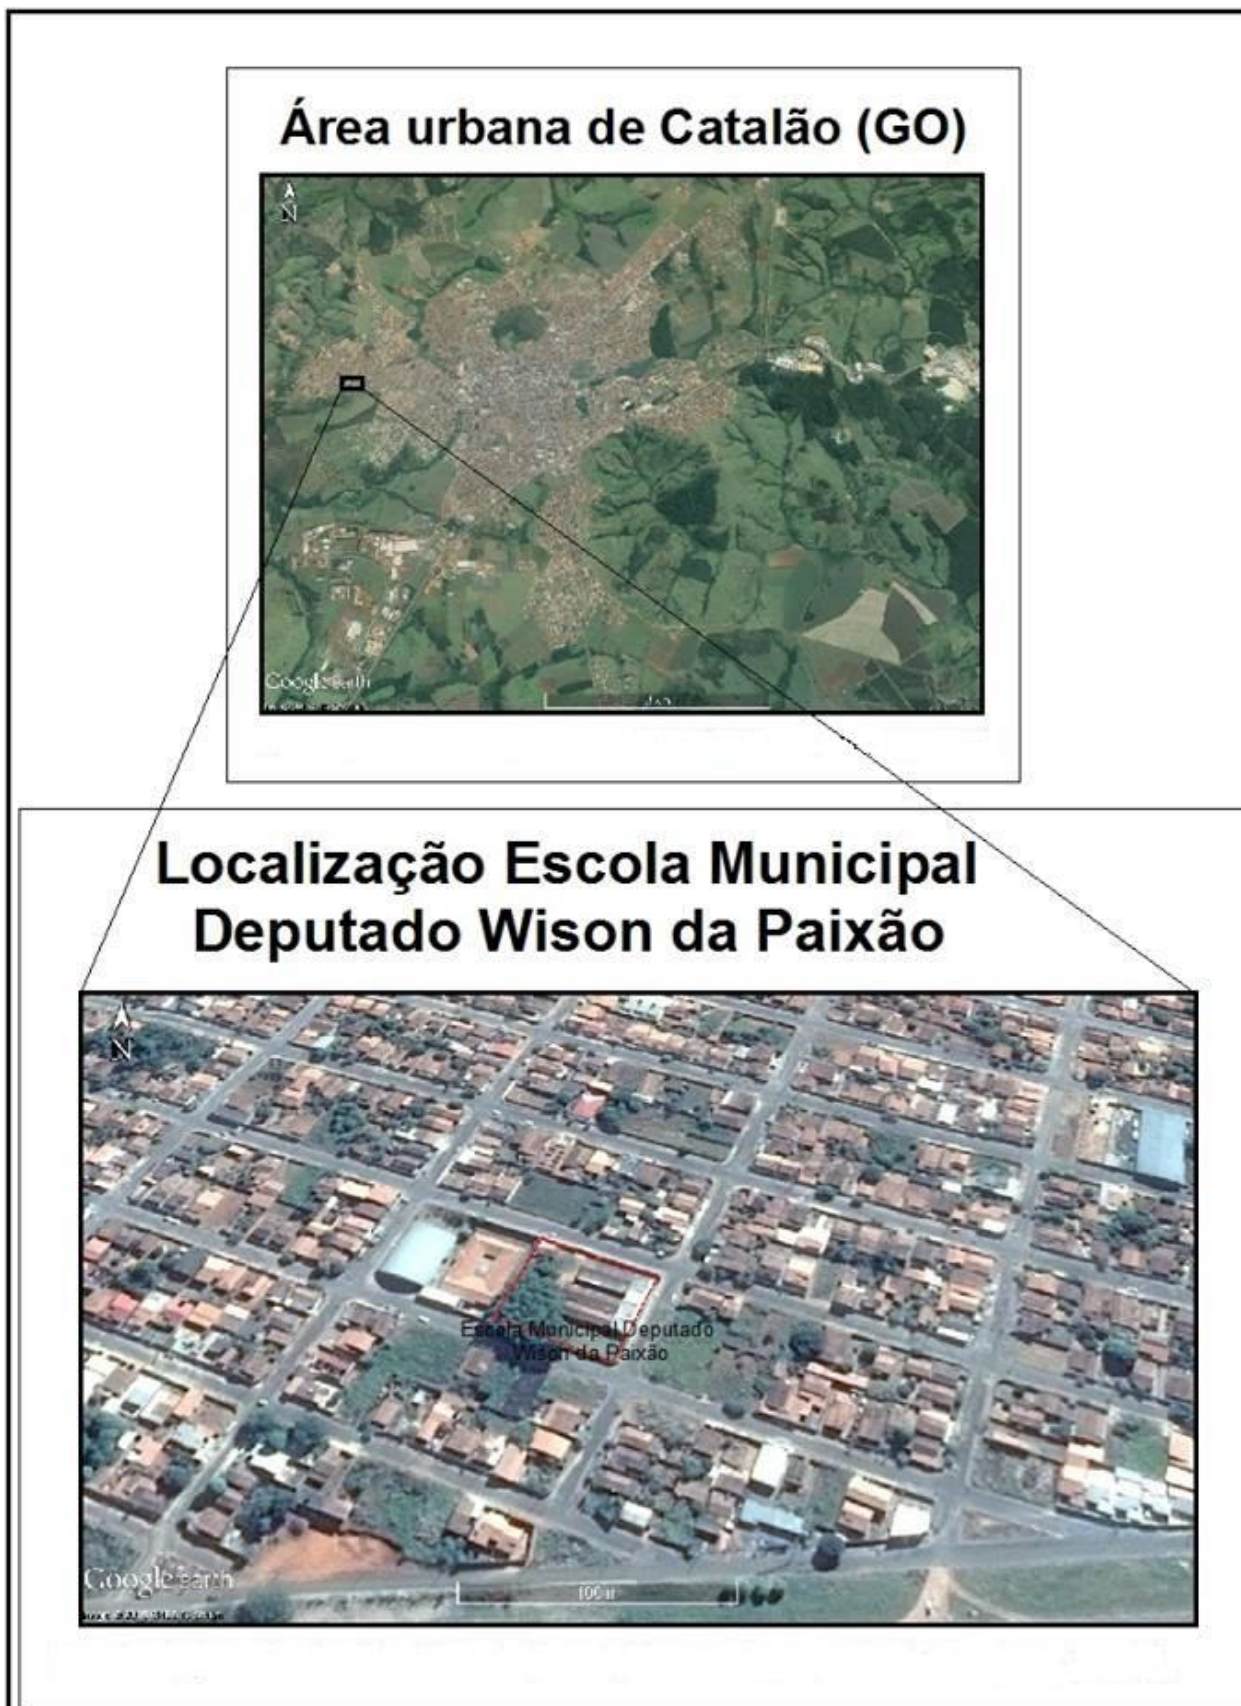 Área urbana de Catalão (GO)
N
Google earth
Localização Escola Municipal
Deputado Wison da Paixão
N
Escola Municipal Deputado
Wison da Paixão
Google earth
100 m